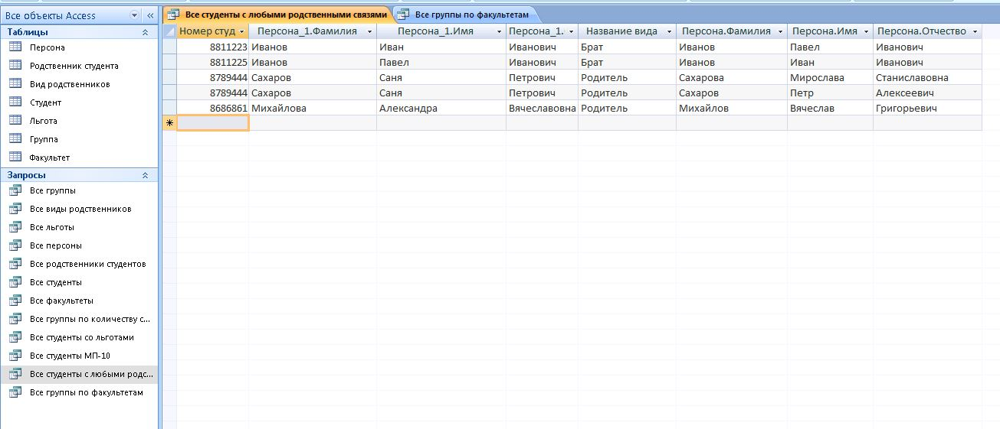 Все объекты Access
Таблицы
Персона
Родственник студента
Вид родственников
Студент
Льгота
Группа
Факультет
Запросы
Все группы
Все виды родственников
Все льготы
Все персоны
Все родственники студентов
Все студенты
Все факультеты
Все группы по количеству с...
Все студенты со льготами
Все студенты МП-10
Все студенты с любыми родс...
Все группы по факультетам
Все студенты с любыми родственными связями Все группы по факультетам
Номер студ Персона_1.Фамилия Персона_1.Имя Персона_1. Название вида Персона.Фамилия Персона.Имя Персона.Отчество
8811223 Иванов Иван Иванович Брат Иванов Павел Иванович
8811225 Иванов Павел Иванович Брат Иванов Иван Иванович
8789444 Сахаров Саня Петрович Родитель Сахарова Мирослава Станиславовна
8789444 Сахаров Саня Петрович Родитель Сахаров Петр Алексеевич
8686861 Михайлова Александра Вячеславовна Родитель Михайлов Вячеслав Григорьевич